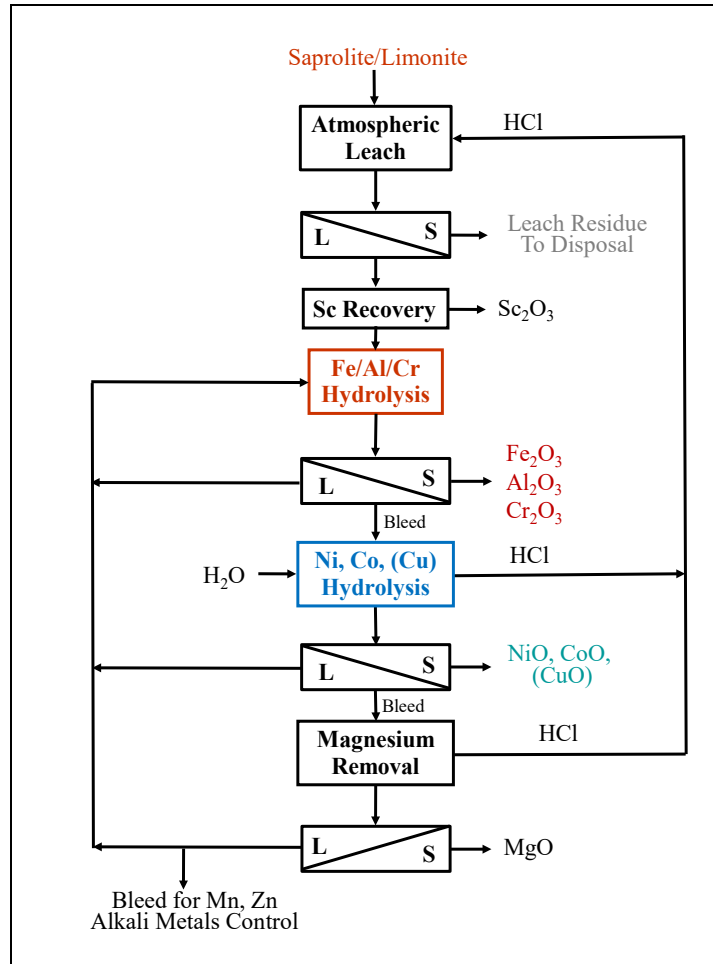 Saprolite/Limonite
Atmospheric
Leach
HCl
L S
Leach Residue
To Disposal
Sc Recovery
Sc₂O₃
Fe/Al/Cr
Hydrolysis
L S
Fe₂O₃
Al₂O₃
Cr₂O₃
Bleed
H₂O
Ni, Co, (Cu)
Hydrolysis
HCl
L S
NiO, CoO,
(CuO)
Bleed
Magnesium
Removal
HCl
L S
MgO
Bleed for Mn, Zn
Alkali Metals Control